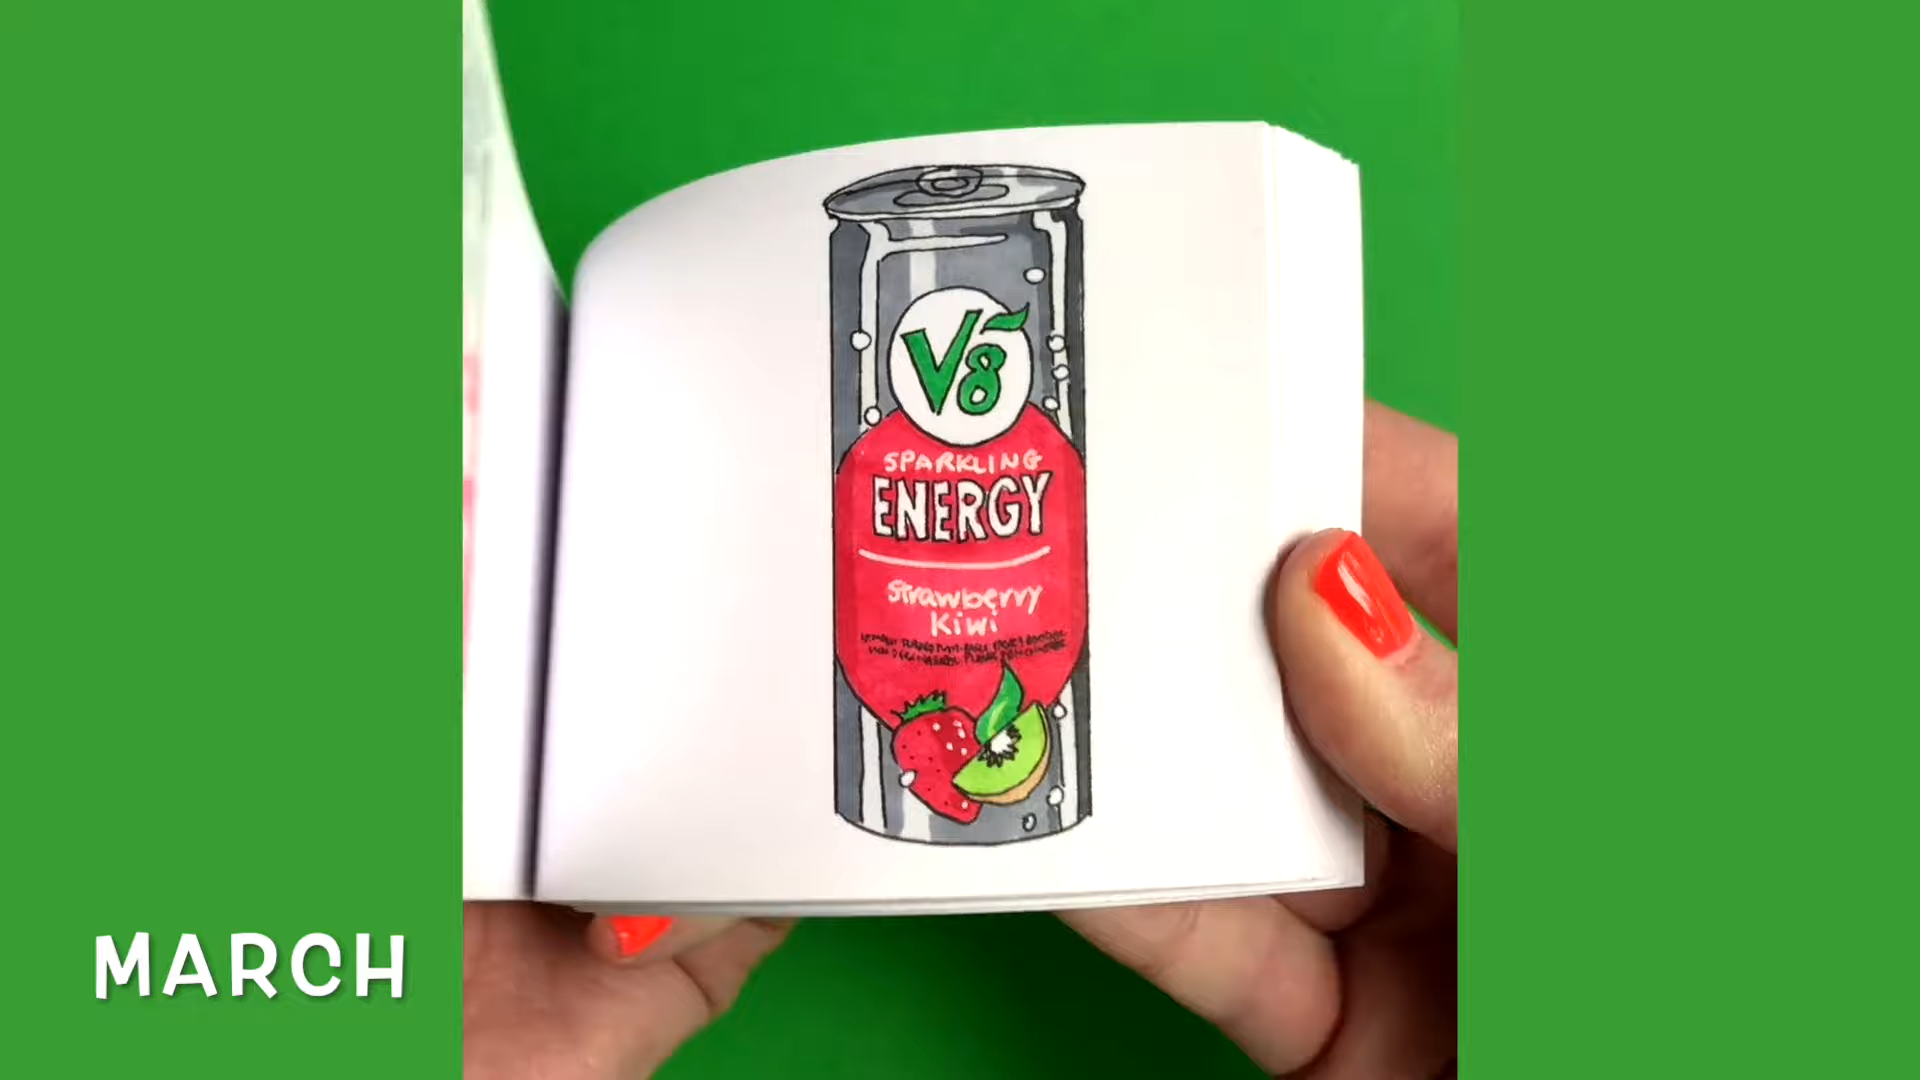 V8
SPARKLING
ENERGY
Strawberry
Kiwi
MARCH